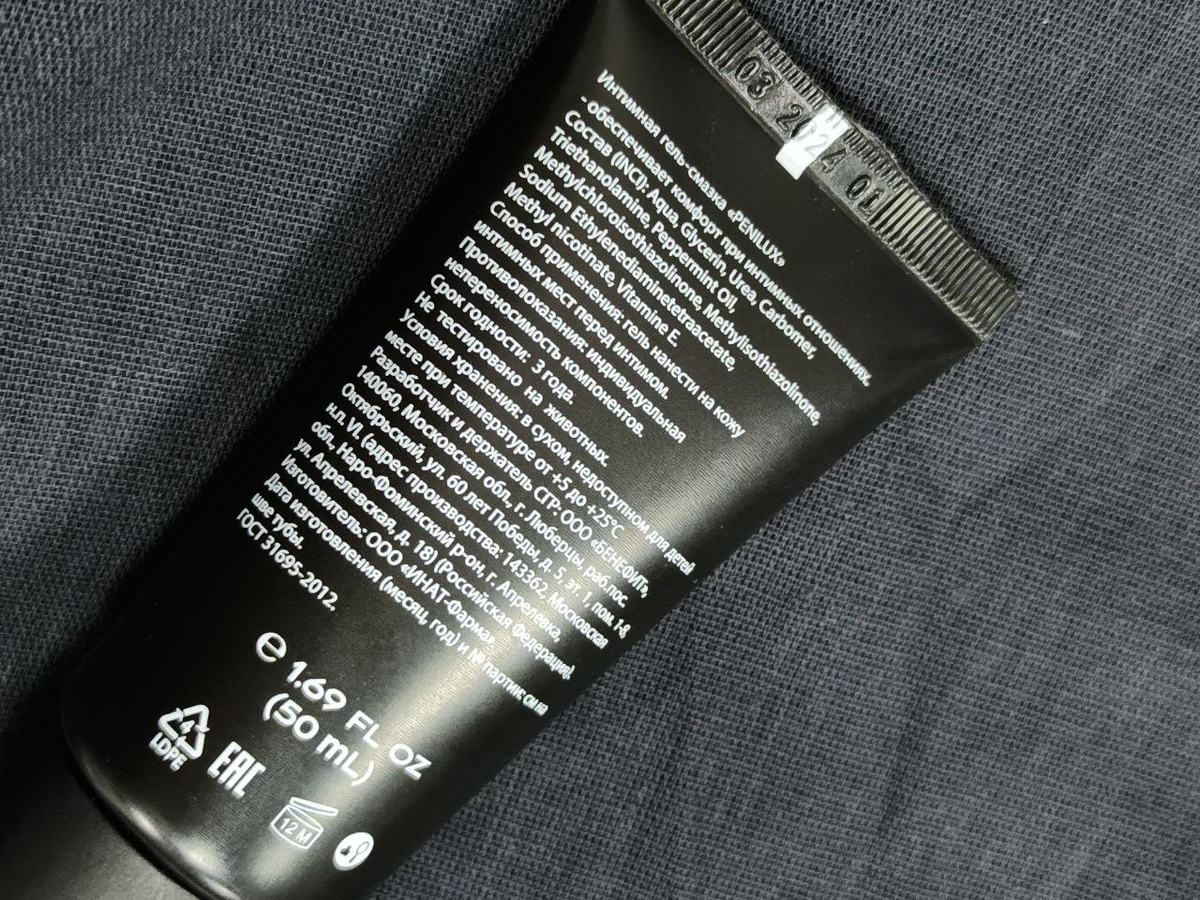 03 2024 01
Интимная гель-смазка «PENILUX»
- обеспечивает комфорт при интимных отношениях.
Состав (INCI): Aqua, Glycerin, Urea, Carbomer,
Triethanolamine, Peppermint Oil,
Methylchloroisothiazolinone, Methylisothiazolinone,
Sodium Ethylenediaminetetraacetate,
Methyl nicotinate, Vitamine E.
Способ применения: гель нанести на кожу
интимных мест перед интимом.
Противопоказания: индивидуальная
непереносимость компонентов.
Срок годности: 3 года.
Не тестировано на животных.
Условия хранения: в сухом, недоступном для детей
месте при температуре от +5 до +25°C
Разработчик и держатель СГР: ООО «БЕНЕФИТ»,
140060, Московская обл., г. Люберцы, раб.пос.
Октябрьский, ул. 60 лет Победы, д. 5, эт. 1, пом. 1-8,
н.п. VI. (адрес производства: 143362, Московская
обл., Наро-Фоминский р-он, г. Апрелевка,
ул. Апрелевская, д. 18) (Российская Федерация).
Изготовитель: ООО «ИНАТ-Фарма»
Дата изготовления (месяц, год) и № партии: см на
шве тубы.
ГОСТ 31695-2012.
e 1.69 FL OZ
(50 mL)
4
LDPE
EAC
12 M